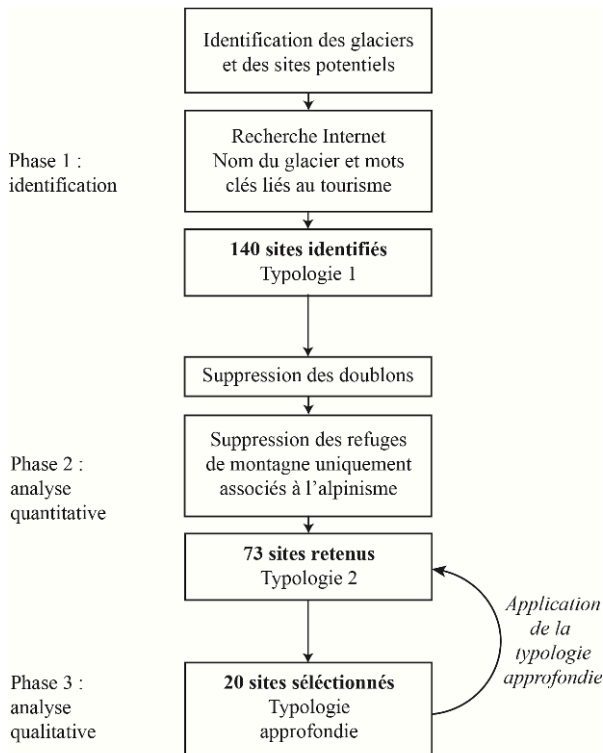 Identification des glaciers
et des sites potentiels
Phase 1 :
identification
Recherche Internet
Nom du glacier et mots
clés liés au tourisme
140 sites identifiés
Typologie 1
Suppression des doublons
Phase 2 :
analyse
quantitative
Suppression des refuges
de montagne uniquement
associés à l'alpinisme
73 sites retenus
Typologie 2
Application
de la
typologie
approfondie
Phase 3 :
analyse
qualitative
20 sites séléctionnés
Typologie
approfondie